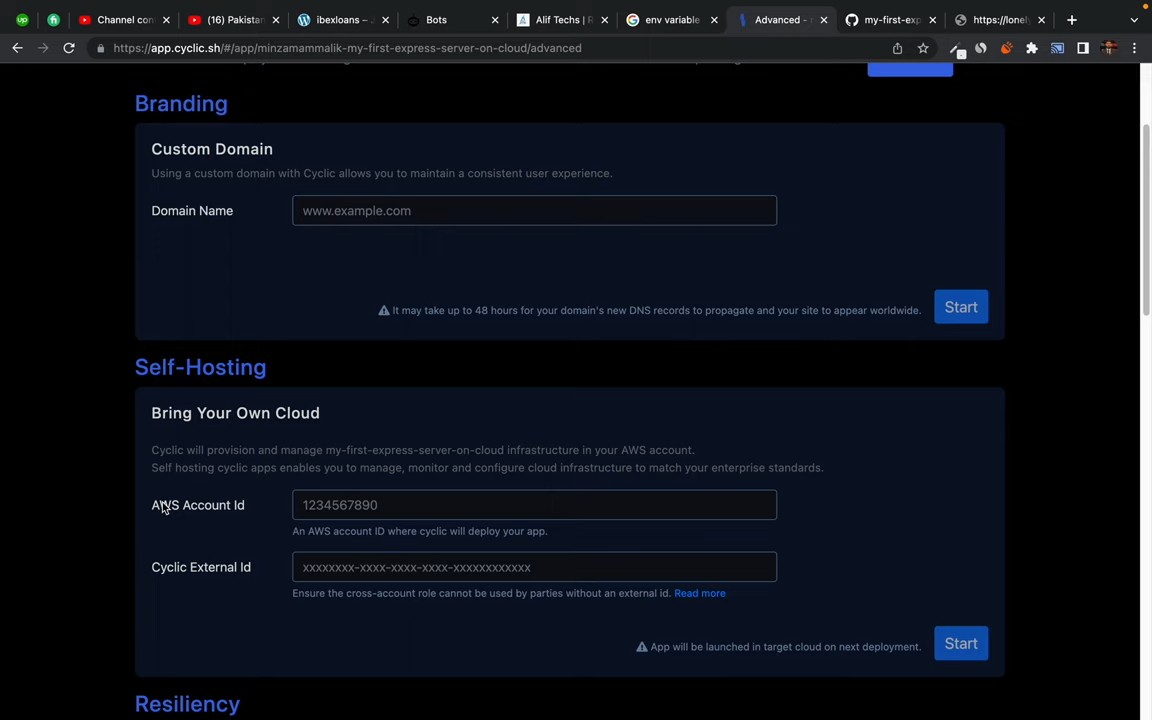 Channel con
(16) Pakistan
ibexloans – J
Bots
Alif Techs | R
env variable
Advanced - m
my-first-exp
https://lonely
https://app.cyclic.sh/#/app/minzamammalik-my-first-express-server-on-cloud/advanced
Branding
Custom Domain
Using a custom domain with Cyclic allows you to maintain a consistent user experience.
Domain Name
www.example.com
It may take up to 48 hours for your domain's new DNS records to propagate and your site to appear worldwide.
Start
Self-Hosting
Bring Your Own Cloud
Cyclic will provision and manage my-first-express-server-on-cloud infrastructure in your AWS account.
Self hosting cyclic apps enables you to manage, monitor and configure cloud infrastructure to match your enterprise standards.
AWS Account Id
1234567890
An AWS account ID where cyclic will deploy your app.
Cyclic External Id
xxxxxxxx-xxxx-xxxx-xxxx-xxxxxxxxxxxx
Ensure the cross-account role cannot be used by parties without an external id. Read more
App will be launched in target cloud on next deployment.
Start
Resiliency